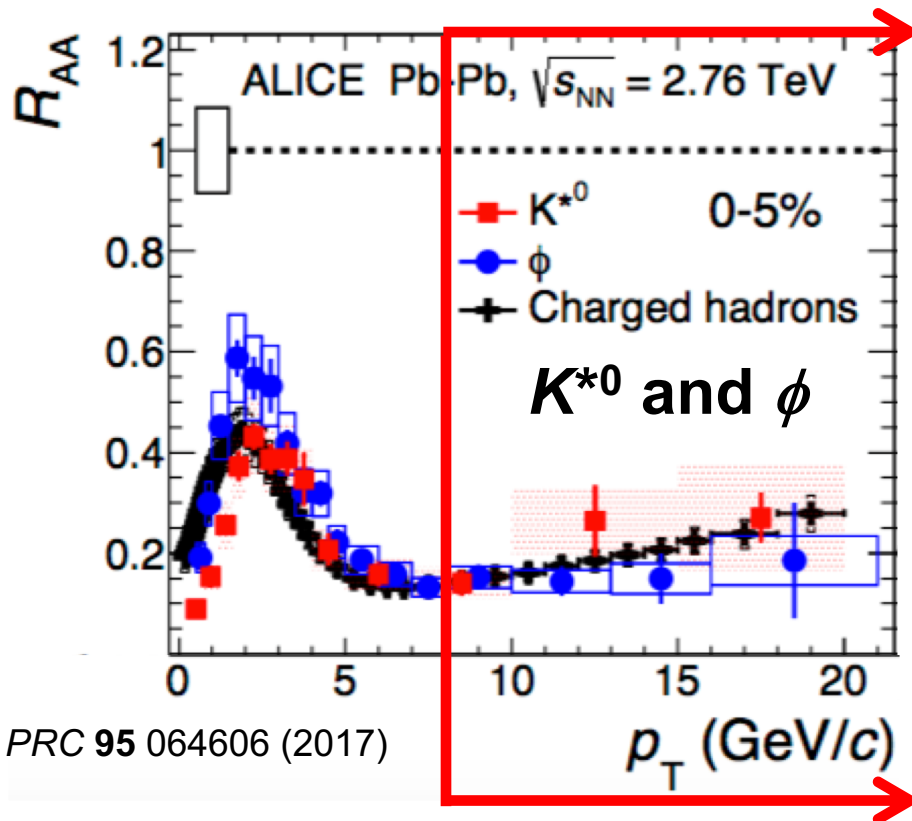 R_AA
1.2
1
0.8
0.6
0.4
0.2
ALICE Pb-Pb, √s_NN = 2.76 TeV
0-5%
K*0
ϕ
Charged hadrons
K*0 and ϕ
0 5 10 15 20
p_T (GeV/c)
PRC 95 064606 (2017)